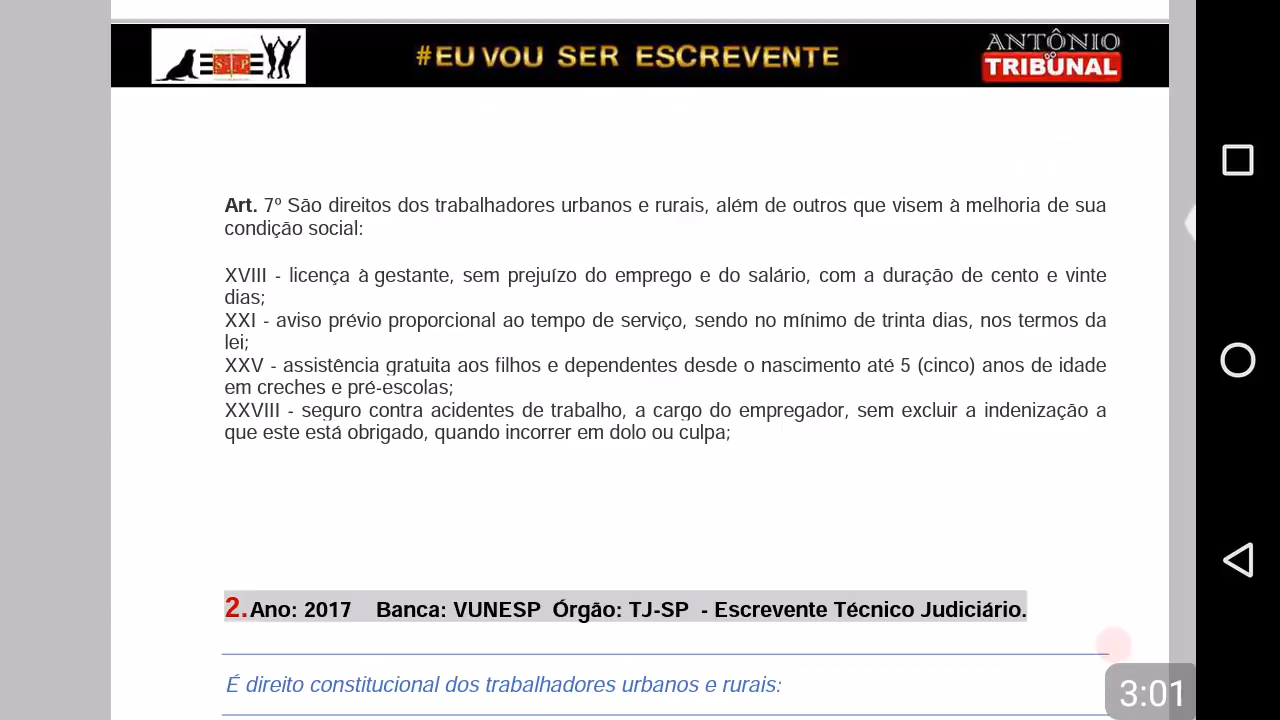 STP
#EU VOU SER ESCREVENTE
ANTÔNIO
DO
TRIBUNAL
Art. 7º São direitos dos trabalhadores urbanos e rurais, além de outros que visem à melhoria de sua
condição social:
XVIII - licença à gestante, sem prejuízo do emprego e do salário, com a duração de cento e vinte
dias;
XXI - aviso prévio proporcional ao tempo de serviço, sendo no mínimo de trinta dias, nos termos da
lei;
XXV - assistência gratuita aos filhos e dependentes desde o nascimento até 5 (cinco) anos de idade
em creches e pré-escolas;
XXVIII - seguro contra acidentes de trabalho, a cargo do empregador, sem excluir a indenização a
que este está obrigado, quando incorrer em dolo ou culpa;
2.Ano: 2017 Banca: VUNESP Órgão: TJ-SP - Escrevente Técnico Judiciário.
É direito constitucional dos trabalhadores urbanos e rurais:
3:01